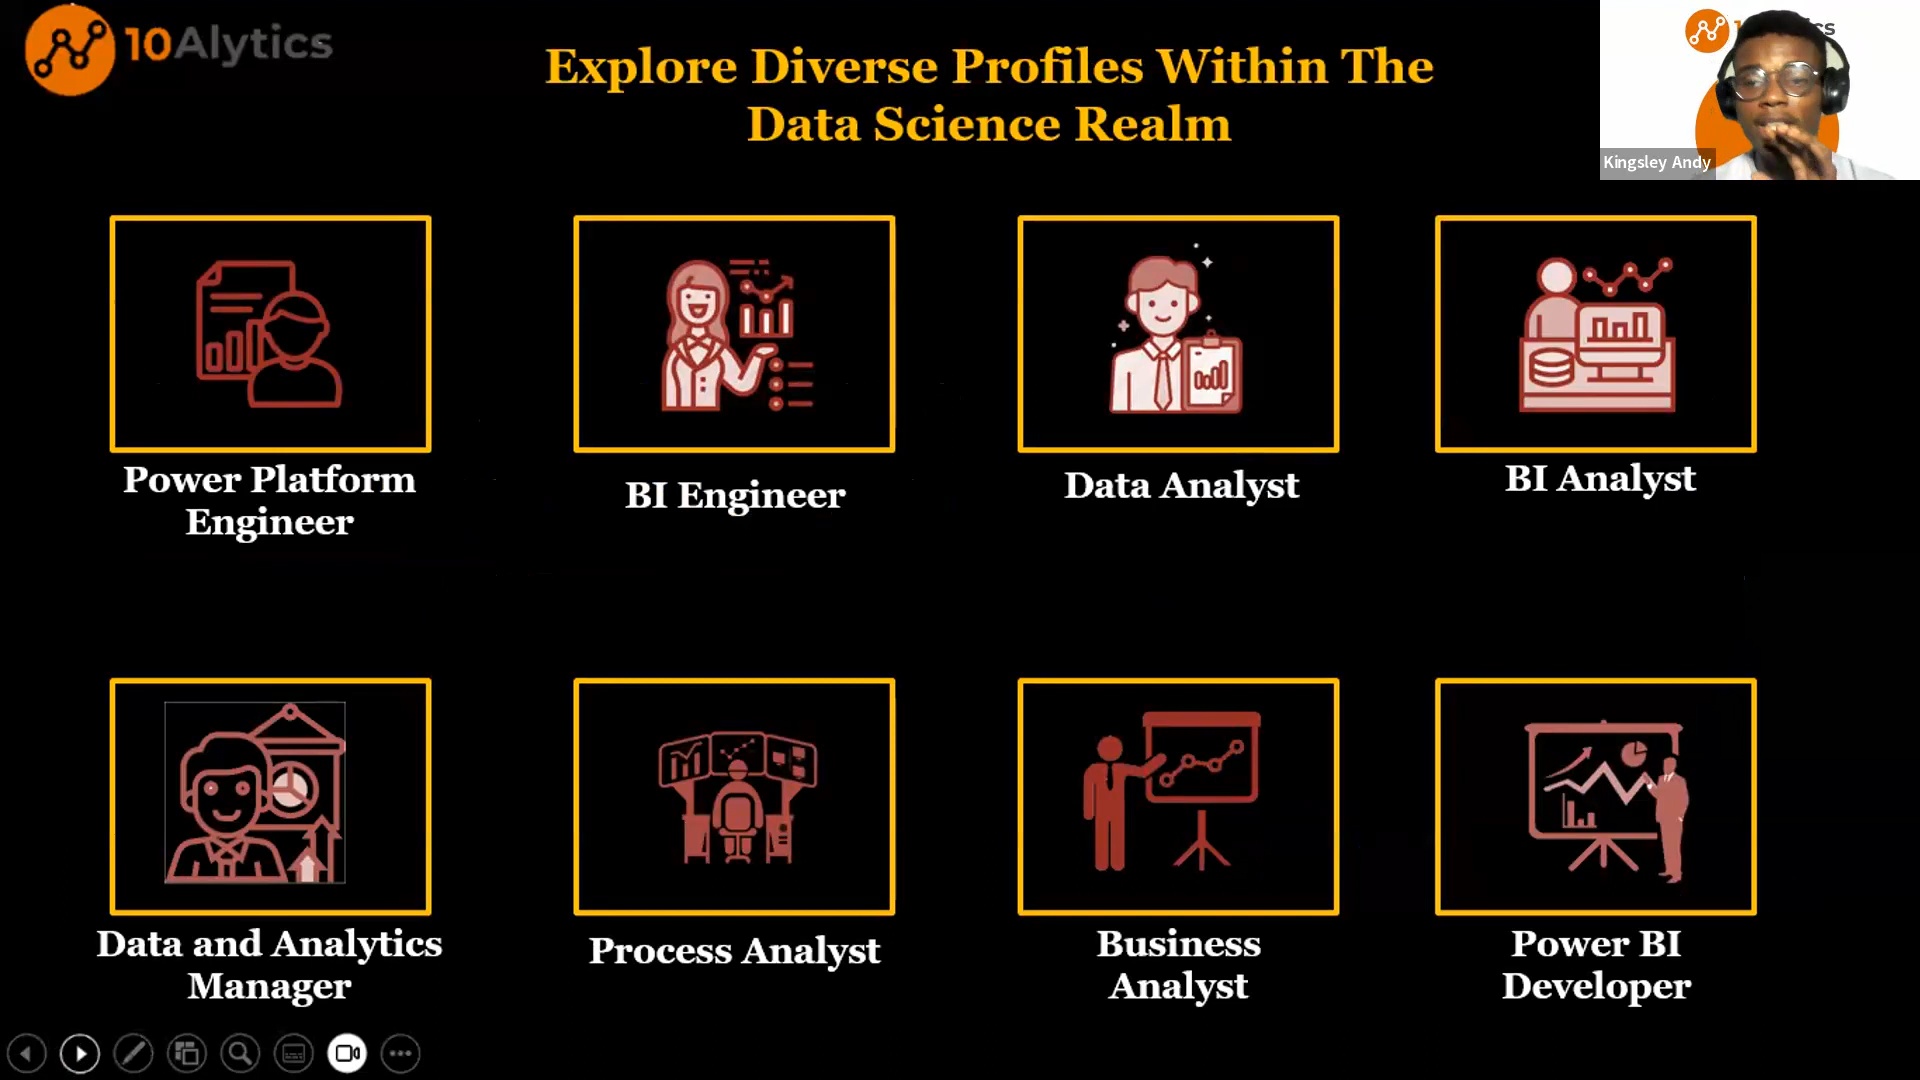 10Alytics
Explore Diverse Profiles Within The
Data Science Realm
cs
Kingsley Andy
Power Platform
Engineer
BI Engineer
Data Analyst
BI Analyst
Data and Analytics
Manager
Process Analyst
Business
Analyst
Power BI
Developer